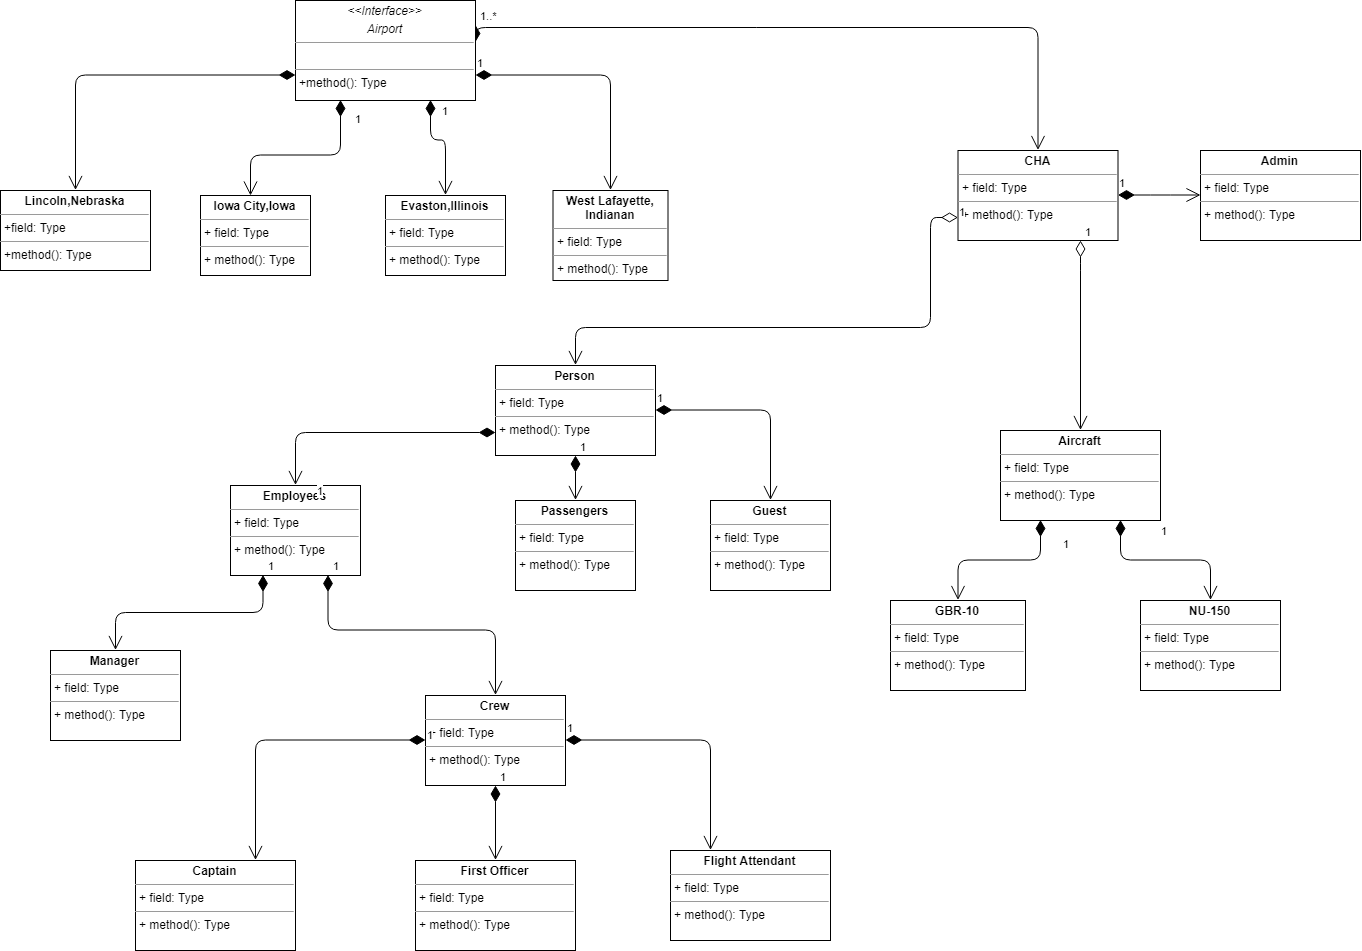 <<Interface>>
Airport
+method(): Type
1..*
1
1
1
Lincoln,Nebraska
+field: Type
+method(): Type
Iowa City,Iowa
+ field: Type
+ method(): Type
Evaston,Illinois
+ field: Type
+ method(): Type
West Lafayette,
Indianan
+ field: Type
+ method(): Type
CHA
+ field: Type
+ method(): Type
1
1
1
Admin
+ field: Type
+ method(): Type
Person
+ field: Type
+ method(): Type
1
1
Aircraft
+ field: Type
+ method(): Type
1
1
Employees
1
+ field: Type
+ method(): Type
1
1
Passengers
+ field: Type
+ method(): Type
Guest
+ field: Type
+ method(): Type
GBR-10
+ field: Type
+ method(): Type
NU-150
+ field: Type
+ method(): Type
Manager
+ field: Type
+ method(): Type
Crew
1
+ field: Type
+ method(): Type
1
1
Captain
+ field: Type
+ method(): Type
First Officer
+ field: Type
+ method(): Type
Flight Attendant
+ field: Type
+ method(): Type